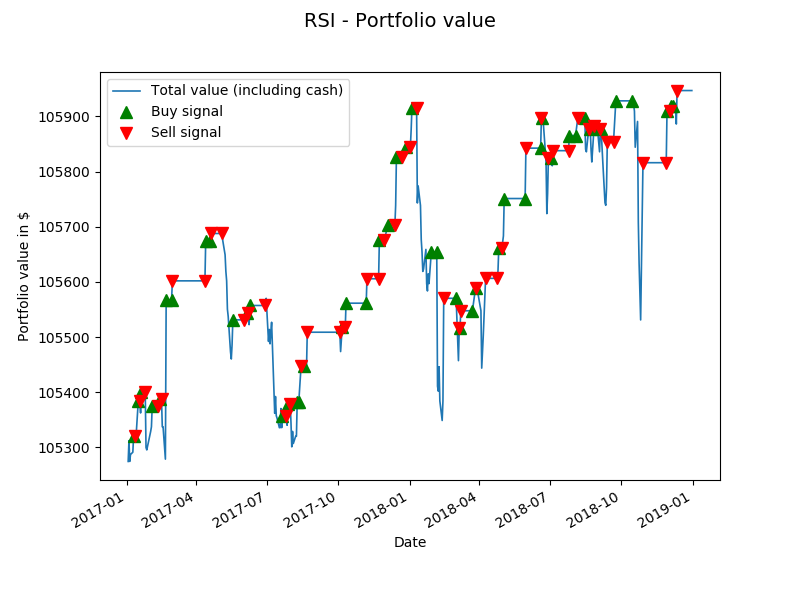 RSI - Portfolio value
Total value (including cash)
Buy signal
Sell signal
Portfolio value in $
105900
105800
105700
105600
105500
105400
105300
2017-01
2017-04
2017-07
2017-10
2018-01
2018-04
2018-07
2018-10
2019-01
Date